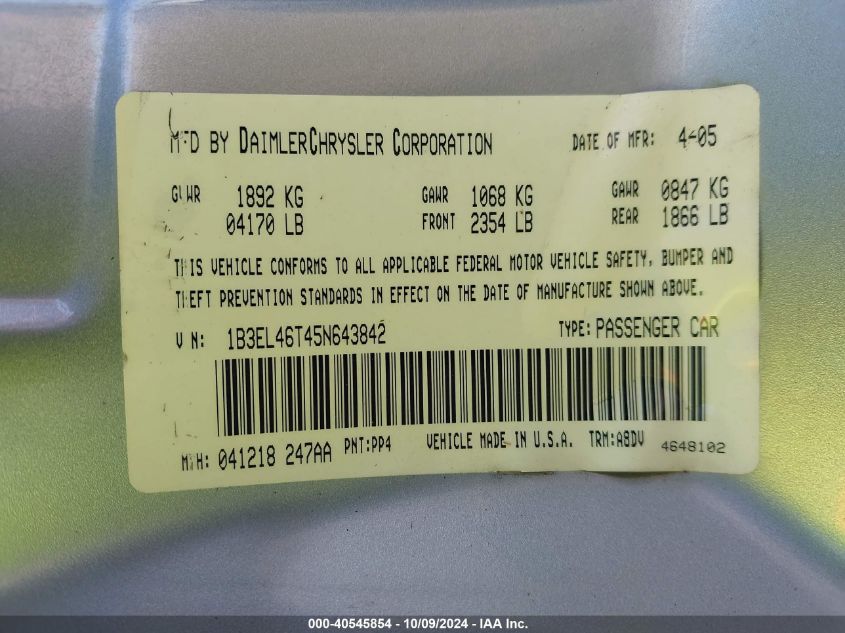 MFD BY DAIMLERCHRYSLER CORPORATION DATE OF MFR: 4-05
GVWR 1892 KG GAWR 1068 KG GAWR 0847 KG
04170 LB FRONT 2354 LB REAR 1866 LB
THIS VEHICLE CONFORMS TO ALL APPLICABLE FEDERAL MOTOR VEHICLE SAFETY, BUMPER AND
THEFT PREVENTION STANDARDS IN EFFECT ON THE DATE OF MANUFACTURE SHOWN ABOVE.
VIN: 1B3EL46T45N643842 TYPE: PASSENGER CAR
MDH: 041218 247AA PNT:PP4 VEHICLE MADE IN U.S.A. TRM:A8DV 4648102
000-40545854 - 10/09/2024 - IAA Inc.